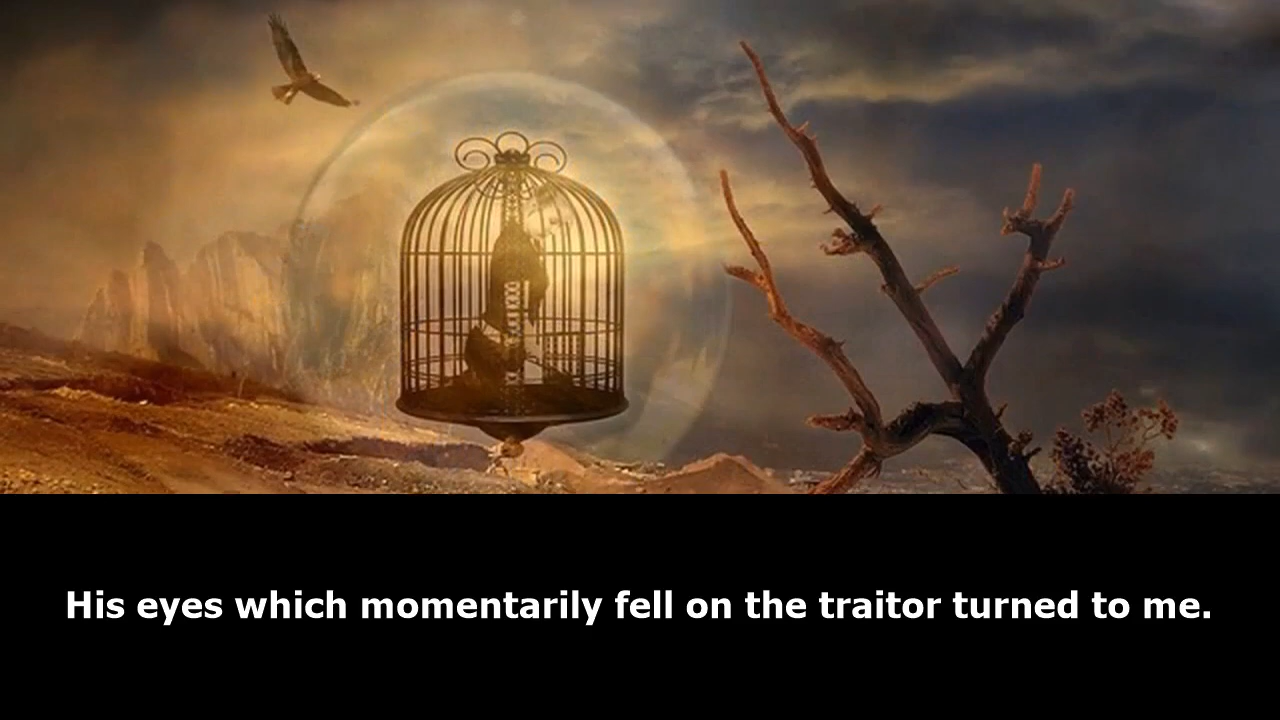 His eyes which momentarily fell on the traitor turned to me.